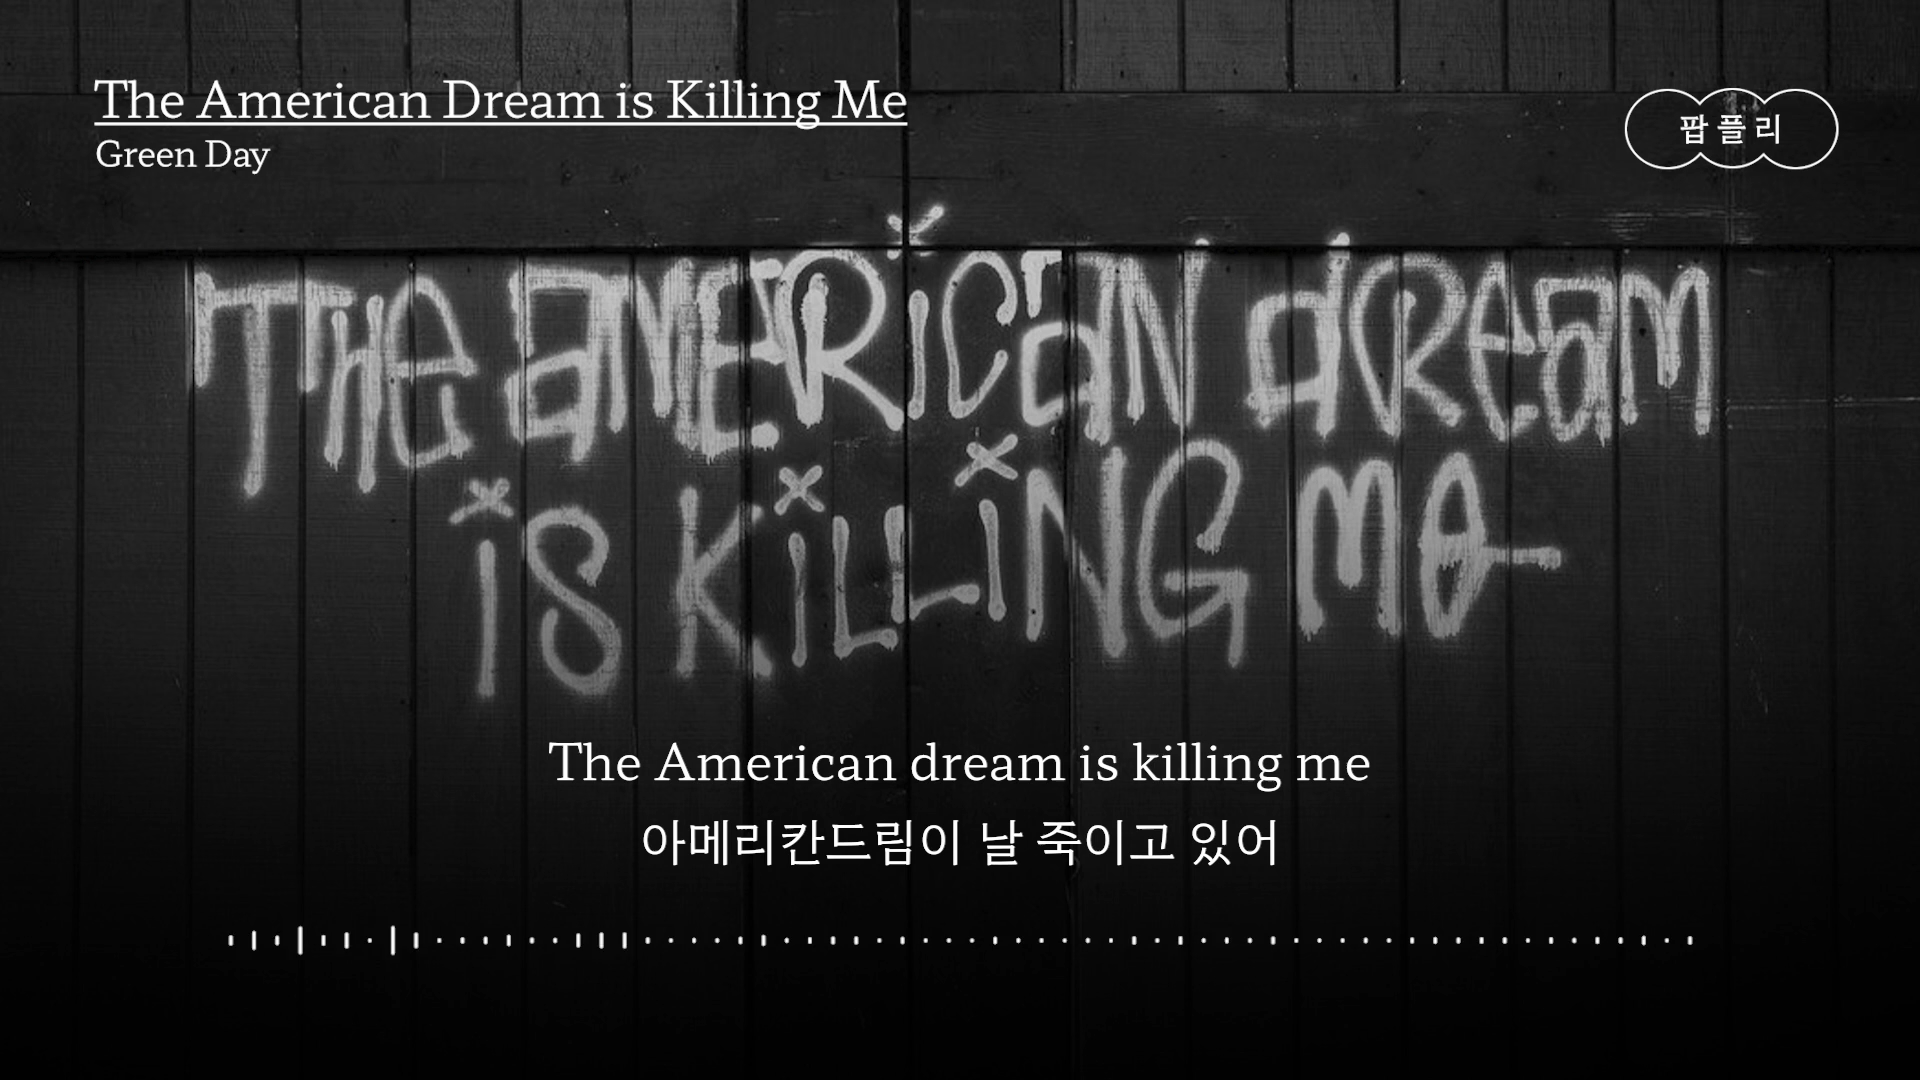 The American Dream is Killing Me
Green Day
팝플리
THE AMERiCaN dReaM
iS KiLLiNG Me
The American dream is killing me
아메리칸드림이 날 죽이고 있어